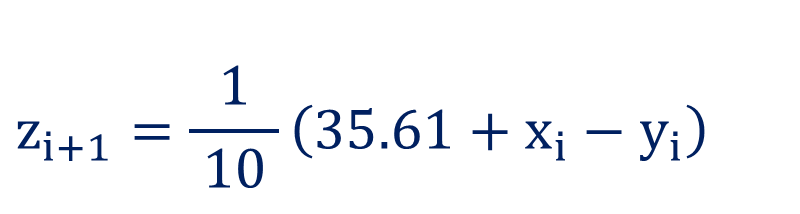 z_{i+1} = \frac{1}{10} (35.61 + x_i − y_i)